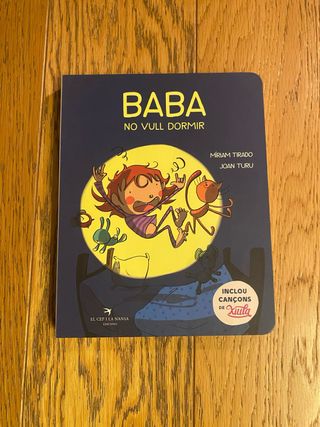 BABA
NO VULL DORMIR
MÍRIAM TIRADO
JOAN TURU
INCLOU
CANÇONS
DE Xiula
EL CEP I LA NANSA
EDICIONS